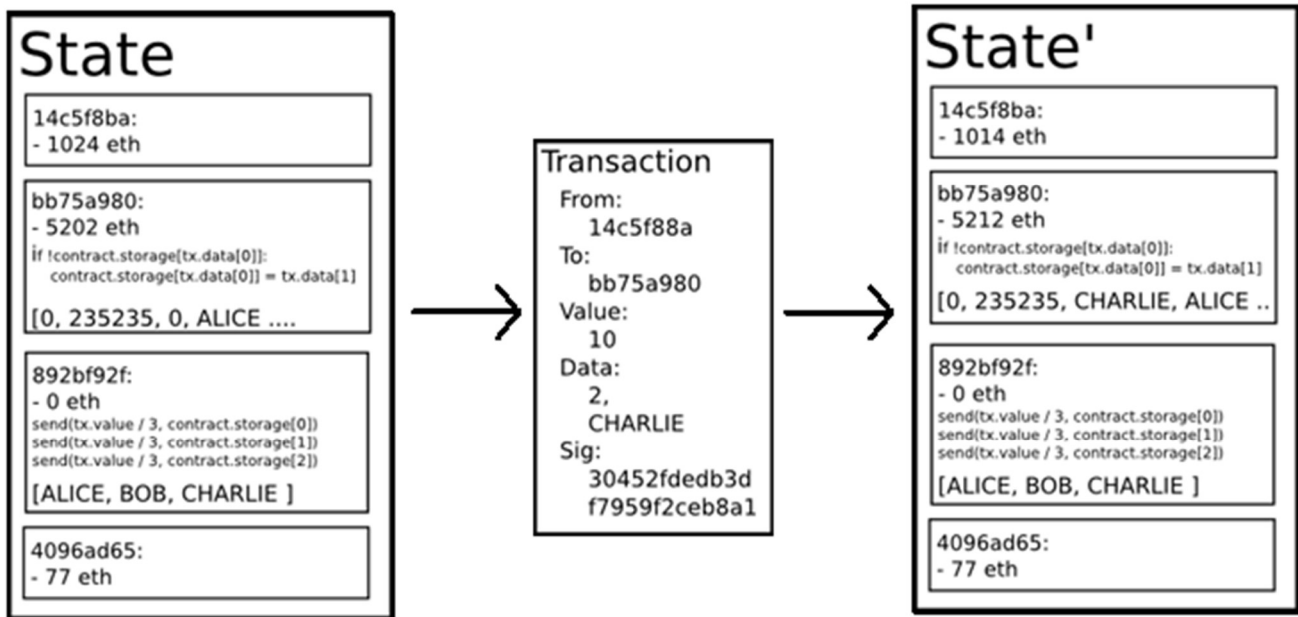 State
14c5f8ba:
- 1024 eth
bb75a980:
- 5202 eth
if !contract.storage[tx.data[0]]:
contract.storage[tx.data[0]] = tx.data[1]
[0, 235235, 0, ALICE ....
892bf92f:
- 0 eth
send(tx.value / 3, contract.storage[0])
send(tx.value / 3, contract.storage[1])
send(tx.value / 3, contract.storage[2])
[ALICE, BOB, CHARLIE ]
4096ad65:
- 77 eth
Transaction
From:
14c5f88a
To:
bb75a980
Value:
10
Data:
2,
CHARLIE
Sig:
30452fdedb3d
f7959f2ceb8a1
State'
14c5f8ba:
- 1014 eth
bb75a980:
- 5212 eth
if !contract.storage[tx.data[0]]:
contract.storage[tx.data[0]] = tx.data[1]
[0, 235235, CHARLIE, ALICE ..
892bf92f:
- 0 eth
send(tx.value / 3, contract.storage[0])
send(tx.value / 3, contract.storage[1])
send(tx.value / 3, contract.storage[2])
[ALICE, BOB, CHARLIE ]
4096ad65:
- 77 eth